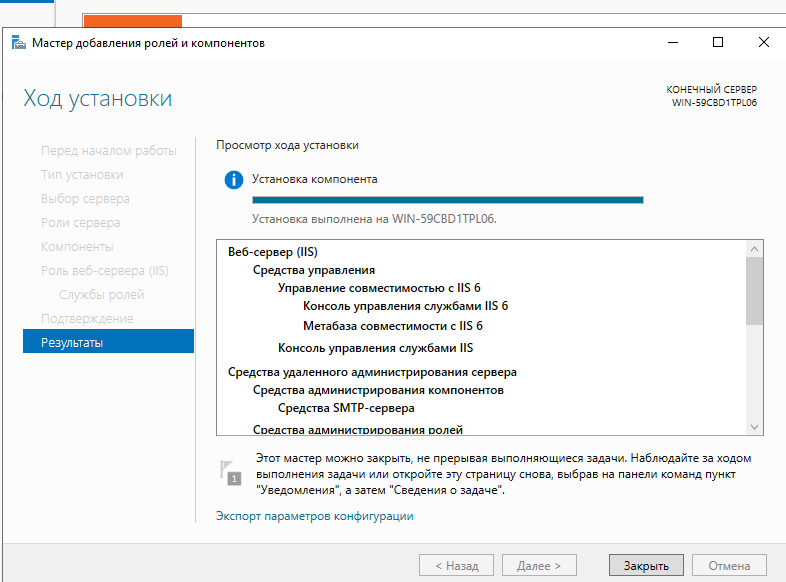 Мастер добавления ролей и компонентов
Ход установки
КОНЕЧНЫЙ СЕРВЕР
WIN-59CBD1TPL06
Перед началом работы
Тип установки
Выбор сервера
Роли сервера
Компоненты
Роль веб-сервера (IIS)
Службы ролей
Подтверждение
Результаты
Просмотр хода установки
Установка компонента
Установка выполнена на WIN-59CBD1TPL06.
Веб-сервер (IIS)
Средства управления
Управление совместимостью с IIS 6
Консоль управления службами IIS 6
Метабаза совместимости с IIS 6
Консоль управления службами IIS
Средства удаленного администрирования сервера
Средства администрирования компонентов
Средства SMTP-сервера
Средства администрирования ролей
1
Этот мастер можно закрыть, не прерывая выполняющиеся задачи. Наблюдайте за ходом
выполнения задачи или откройте эту страницу снова, выбрав на панели команд пункт
"Уведомления", а затем "Сведения о задаче".
Экспорт параметров конфигурации
< Назад
Далее >
Закрыть
Отмена